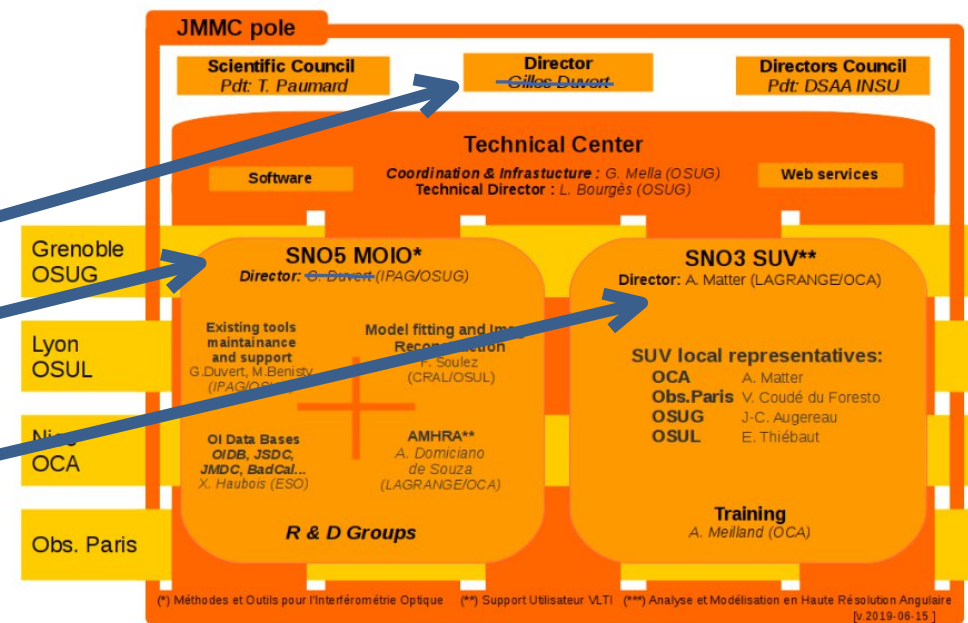 JMMC pole
Scientific Council
Pdt: T. Paumard
Director
Gilles Duvert
Directors Council
Pdt: DSAA INSU
Technical Center
Software
Coordination & Infrastucture : G. Mella (OSUG)
Technical Director : L. Bourgès (OSUG)
Web services
Grenoble
OSUG
Lyon
OSUL
Nice
OCA
Obs. Paris
SNO5 MOIO*
Director: G. Duvert (IPAG/OSUG)
Existing tools
maintainance
and support
G.Duvert, M.Benisty
(IPAG/OSUG)
Model fitting and Image
Reconstruction
F. Soulez
(CRAL/OSUL)
OI Data Bases
OIDB, JSDC,
JMDC, BadCal...
X. Haubois (ESO)
AMHRA**
A. Domiciano
de Souza
(LAGRANGE/OCA)
R & D Groups
SNO3 SUV**
Director: A. Matter (LAGRANGE/OCA)
SUV local representatives:
OCA A. Matter
Obs.Paris V. Coudé du Foresto
OSUG J-C. Augereau
OSUL E. Thiébaut
Training
A. Meilland (OCA)
(*) Méthodes et Outils pour l'Interférométrie Optique (**) Support Utilisateur VLTI (***) Analyse et Modélisation en Haute Résolution Angulaire
[v.2019-06-15 ]